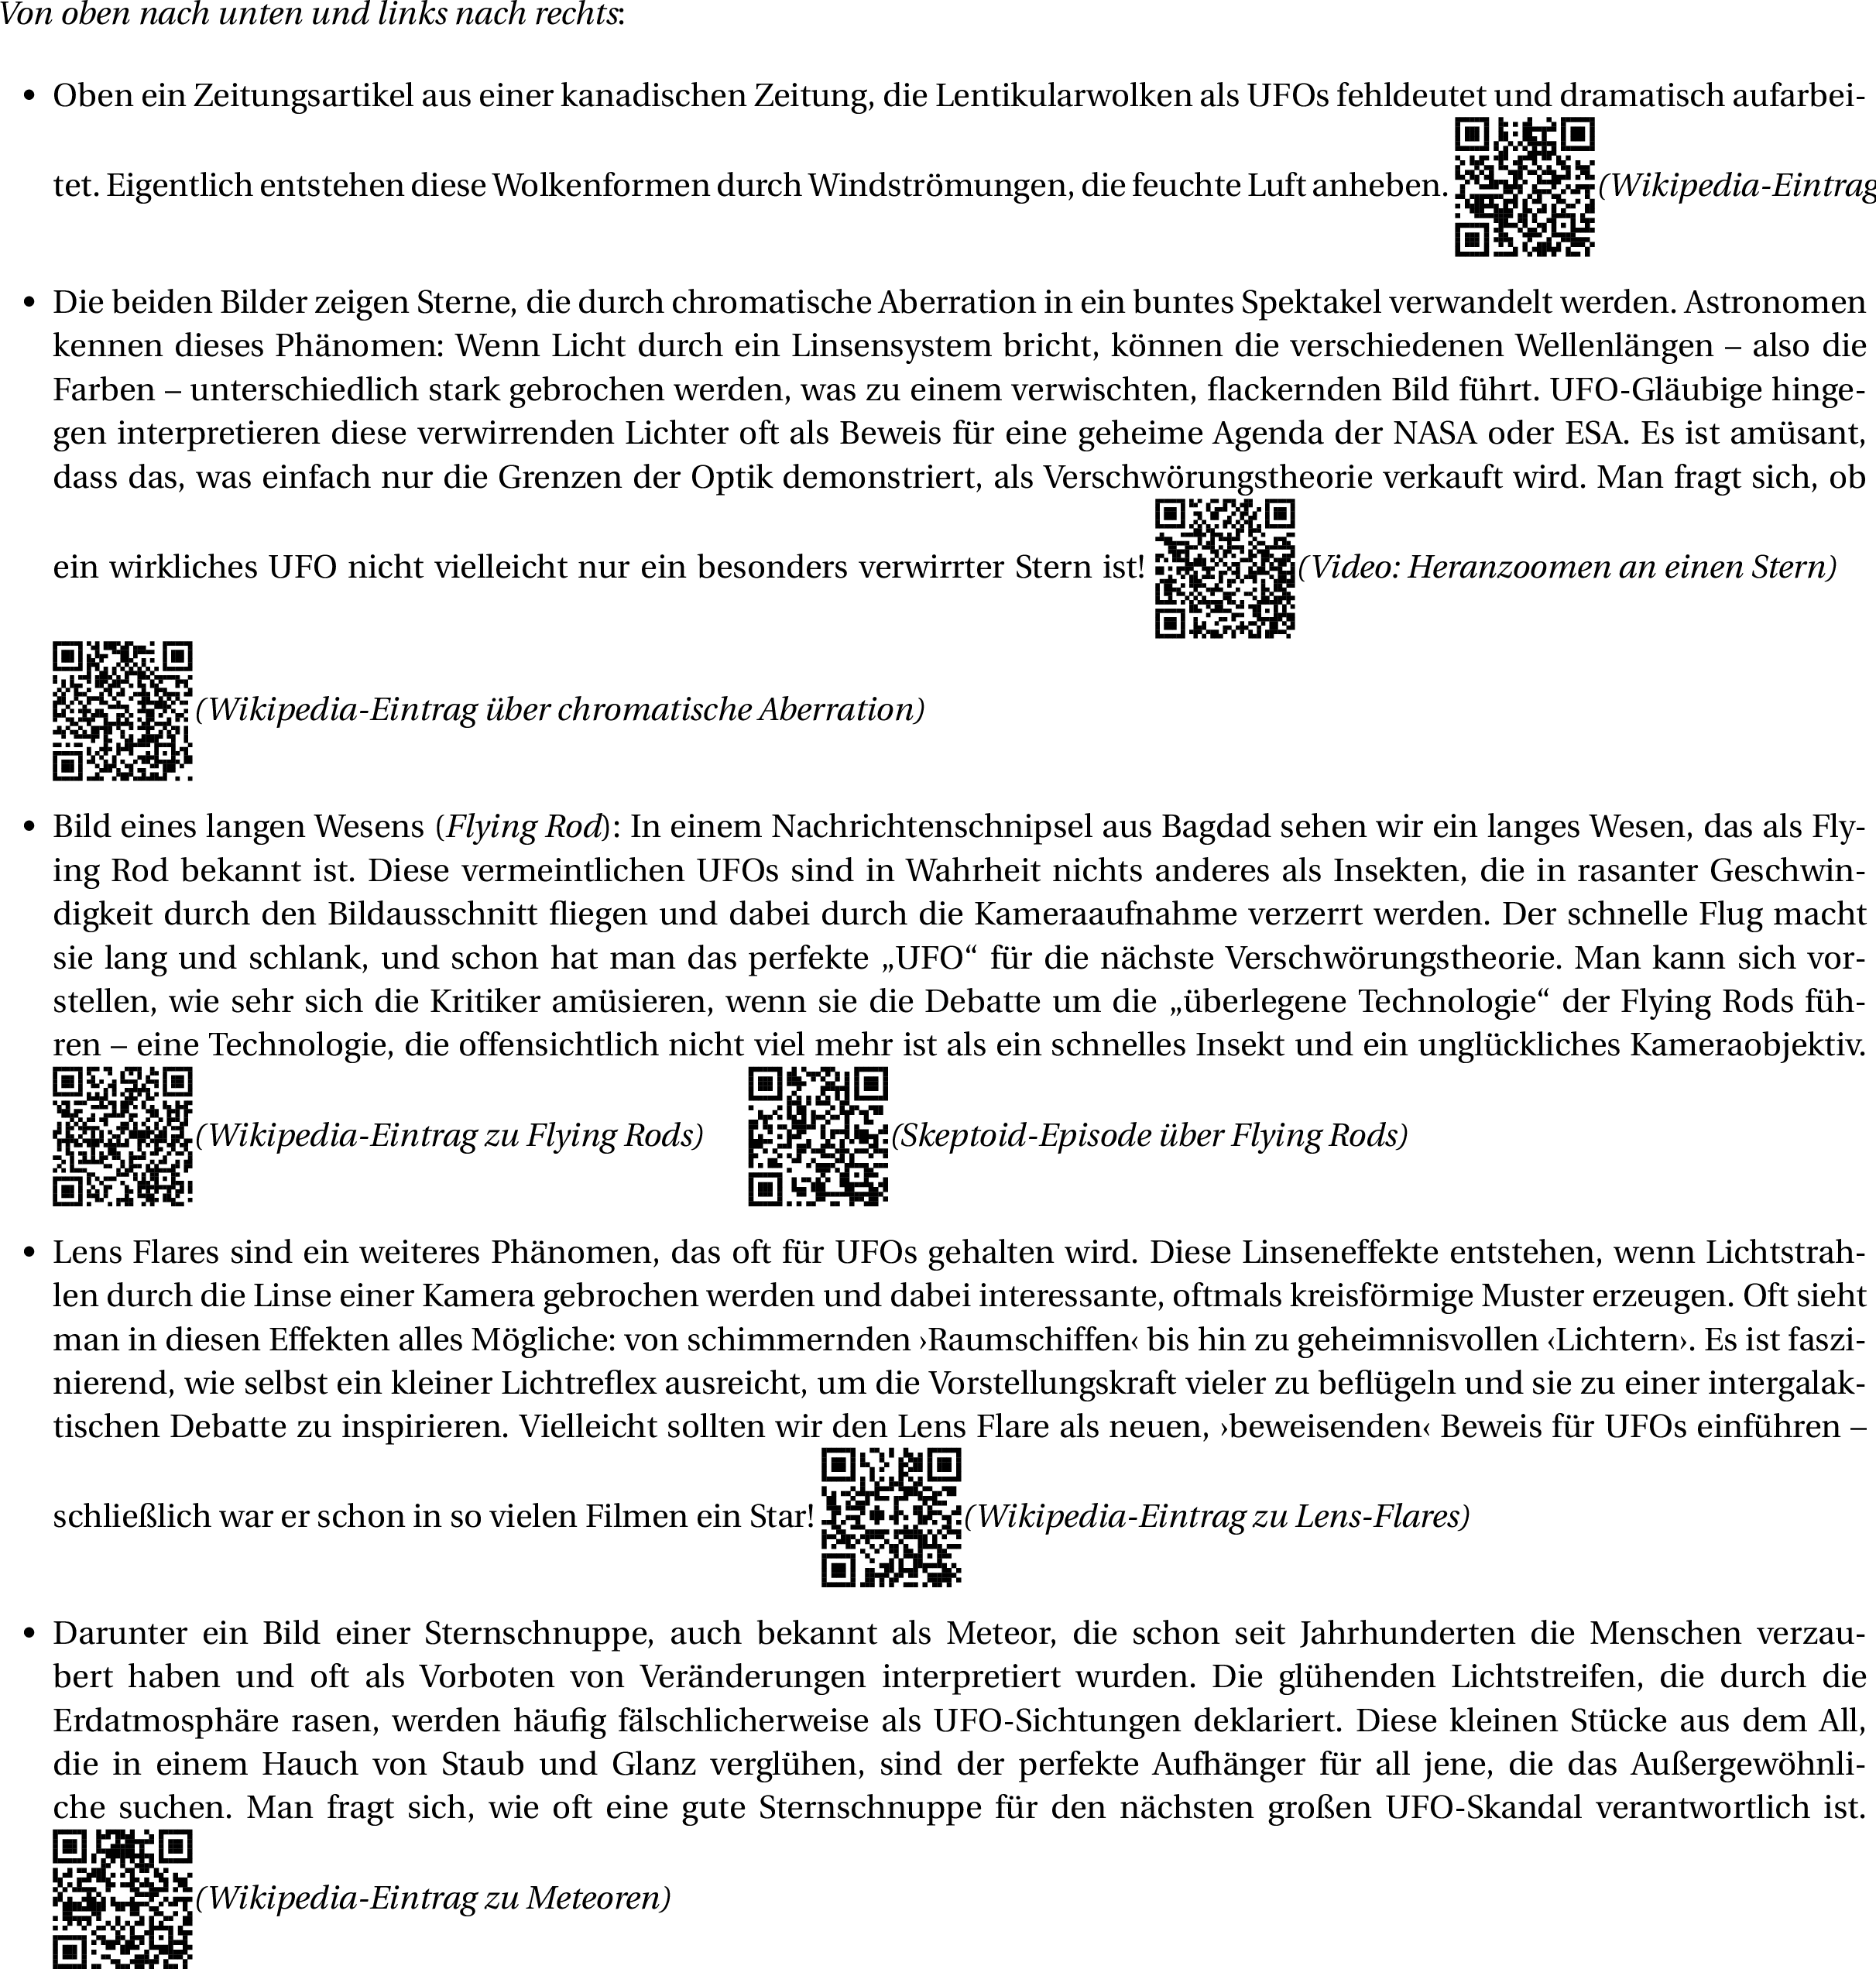 Von oben nach unten und links nach rechts:
• Oben ein Zeitungsartikel aus einer kanadischen Zeitung, die Lentikularwolken als UFOs fehldeutet und dramatisch aufarbei-
tet. Eigentlich entstehen diese Wolkenformen durch Windströmungen, die feuchte Luft anheben. (Wikipedia-Eintrag
• Die beiden Bilder zeigen Sterne, die durch chromatische Aberration in ein buntes Spektakel verwandelt werden. Astronomen
kennen dieses Phänomen: Wenn Licht durch ein Linsensystem bricht, können die verschiedenen Wellenlängen – also die
Farben – unterschiedlich stark gebrochen werden, was zu einem verwischten, flackernden Bild führt. UFO-Gläubige hinge-
gen interpretieren diese verwirrenden Lichter oft als Beweis für eine geheime Agenda der NASA oder ESA. Es ist amüsant,
dass das, was einfach nur die Grenzen der Optik demonstriert, als Verschwörungstheorie verkauft wird. Man fragt sich, ob
ein wirkliches UFO nicht vielleicht nur ein besonders verwirrter Stern ist! (Video: Heranzoomen an einen Stern)
(Wikipedia-Eintrag über chromatische Aberration)
• Bild eines langen Wesens (Flying Rod): In einem Nachrichtenschnipsel aus Bagdad sehen wir ein langes Wesen, das als Fly-
ing Rod bekannt ist. Diese vermeintlichen UFOs sind in Wahrheit nichts anderes als Insekten, die in rasanter Geschwin-
digkeit durch den Bildausschnitt fliegen und dabei durch die Kameraaufnahme verzerrt werden. Der schnelle Flug macht
sie lang und schlank, und schon hat man das perfekte „UFO“ für die nächste Verschwörungstheorie. Man kann sich vor-
stellen, wie sehr sich die Kritiker amüsieren, wenn sie die Debatte um die „überlegene Technologie“ der Flying Rods füh-
ren – eine Technologie, die offensichtlich nicht viel mehr ist als ein schnelles Insekt und ein unglückliches Kameraobjektiv.
(Wikipedia-Eintrag zu Flying Rods) (Skeptoid-Episode über Flying Rods)
• Lens Flares sind ein weiteres Phänomen, das oft für UFOs gehalten wird. Diese Linseneffekte entstehen, wenn Lichtstrah-
len durch die Linse einer Kamera gebrochen werden und dabei interessante, oftmals kreisförmige Muster erzeugen. Oft sieht
man in diesen Effekten alles Mögliche: von schimmernden ›Raumschiffen‹ bis hin zu geheimnisvollen ‹Lichtern›. Es ist faszi-
nierend, wie selbst ein kleiner Lichtreflex ausreicht, um die Vorstellungskraft vieler zu beflügeln und sie zu einer intergalak-
tischen Debatte zu inspirieren. Vielleicht sollten wir den Lens Flare als neuen, ›beweisenden‹ Beweis für UFOs einführen –
schließlich war er schon in so vielen Filmen ein Star! (Wikipedia-Eintrag zu Lens-Flares)
• Darunter ein Bild einer Sternschnuppe, auch bekannt als Meteor, die schon seit Jahrhunderten die Menschen verzau-
bert haben und oft als Vorboten von Veränderungen interpretiert wurden. Die glühenden Lichtstreifen, die durch die
Erdatmosphäre rasen, werden häufig fälschlicherweise als UFO-Sichtungen deklariert. Diese kleinen Stücke aus dem All,
die in einem Hauch von Staub und Glanz verglühen, sind der perfekte Aufhänger für all jene, die das Außergewöhnli-
che suchen. Man fragt sich, wie oft eine gute Sternschnuppe für den nächsten großen UFO-Skandal verantwortlich ist.
(Wikipedia-Eintrag zu Meteoren)